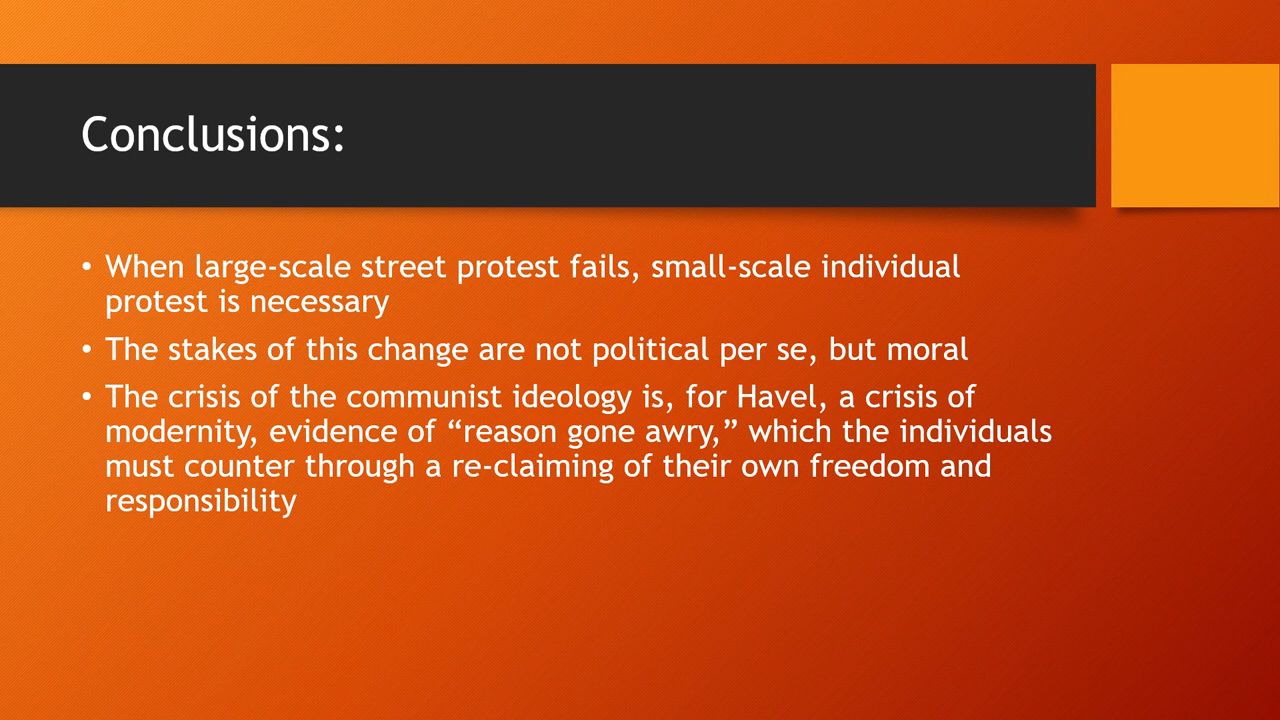 Conclusions:
• When large-scale street protest fails, small-scale individual
protest is necessary
• The stakes of this change are not political per se, but moral
• The crisis of the communist ideology is, for Havel, a crisis of
modernity, evidence of “reason gone awry,” which the individuals
must counter through a re-claiming of their own freedom and
responsibility